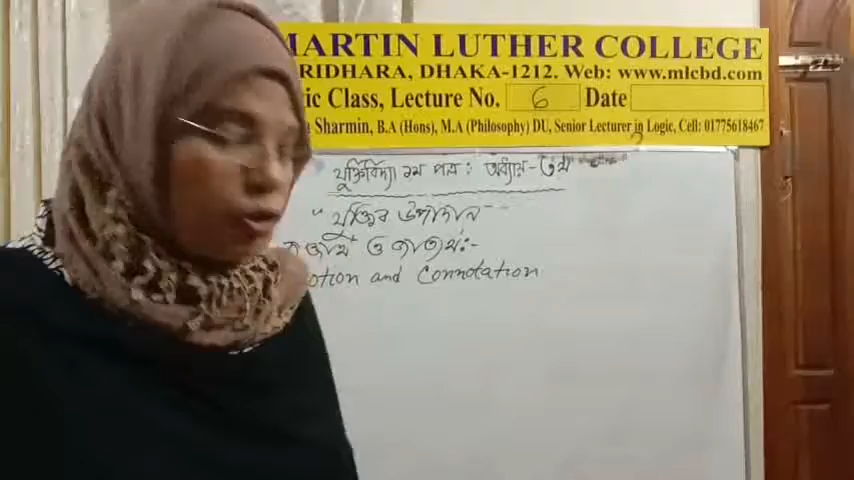 MARTIN LUTHER COLLEGE
RIDHARA, DHAKA-1212. Web: www.mlcbd.com
ic Class, Lecture No. 6 Date
Sharmin, B.A (Hons), M.A (Philosophy) DU, Senior Lecturer in Logic, Cell: 01775618467
যুক্তিবিদ্যা ১ম পত্র : অধ্যায় - ৩য়
"যুক্তির উপাদান"
ও
otion and Connotation